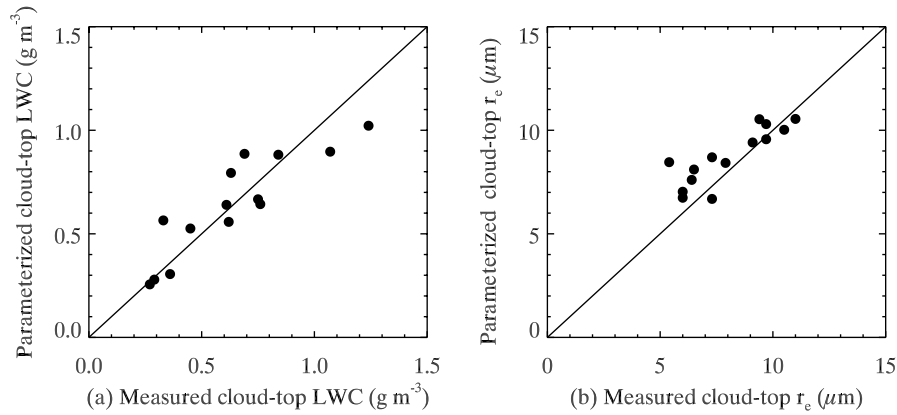 Parameterized cloud-top LWC (g m⁻³)
1.5
1.0
0.5
0.0
0.0 0.5 1.0 1.5
(a) Measured cloud-top LWC (g m⁻³)
Parameterized cloud-top rₑ (μm)
15
10
5
0
0 5 10 15
(b) Measured cloud-top rₑ (μm)